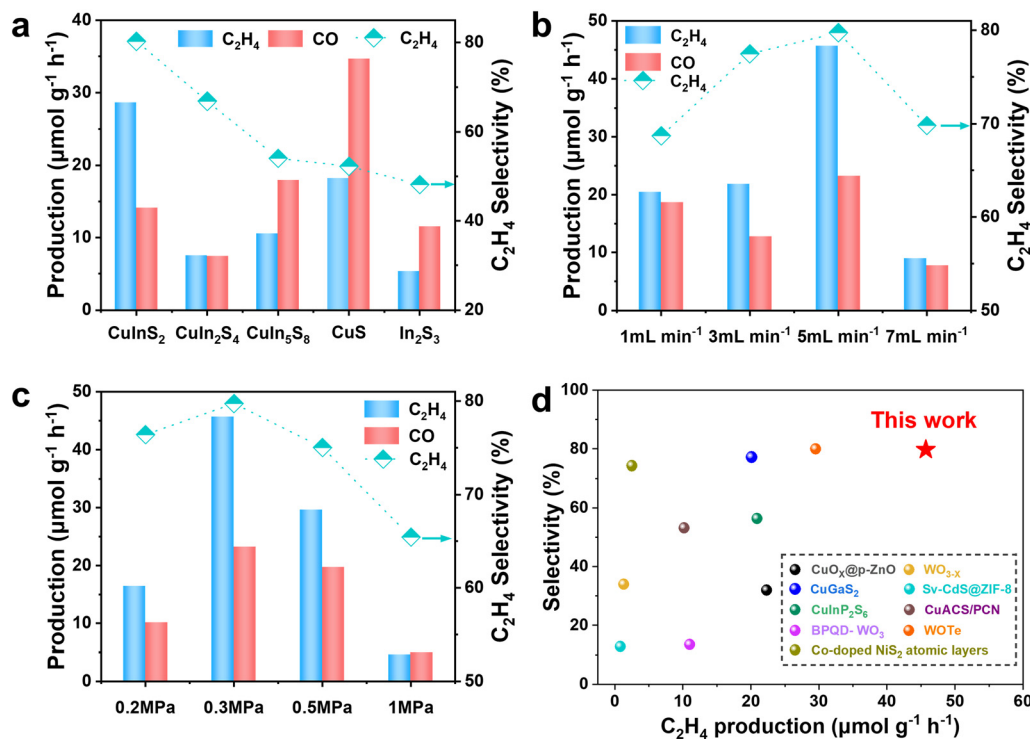 a
Production (μmol g⁻¹ h⁻¹)
40
30
20
10
0
C₂H₄
CO
C₂H₄
80
60
40
20
C₂H₄ Selectivity (%)
CuInS₂
CuIn₂S₄
CuIn₅S₈
CuS
In₂S₃
b
Production (μmol g⁻¹ h⁻¹)
50
40
30
20
10
0
C₂H₄
CO
C₂H₄
80
70
60
50
C₂H₄ Selectivity (%)
1mL min⁻¹
3mL min⁻¹
5mL min⁻¹
7mL min⁻¹
c
Production (μmol g⁻¹ h⁻¹)
50
40
30
20
10
0
C₂H₄
CO
C₂H₄
80
70
60
50
C₂H₄ Selectivity (%)
0.2MPa
0.3MPa
0.5MPa
1MPa
d
Selectivity (%)
100
80
60
40
20
0
This work
CuOₓ@p-ZnO
WO₃₋ₓ
CuGaS₂
Sv-CdS@ZIF-8
CuInP₂S₆
CuACS/PCN
BPQD- WO₃
WOTe
Co-doped NiS₂ atomic layers
0
10
20
30
40
50
60
C₂H₄ production (μmol g⁻¹ h⁻¹)